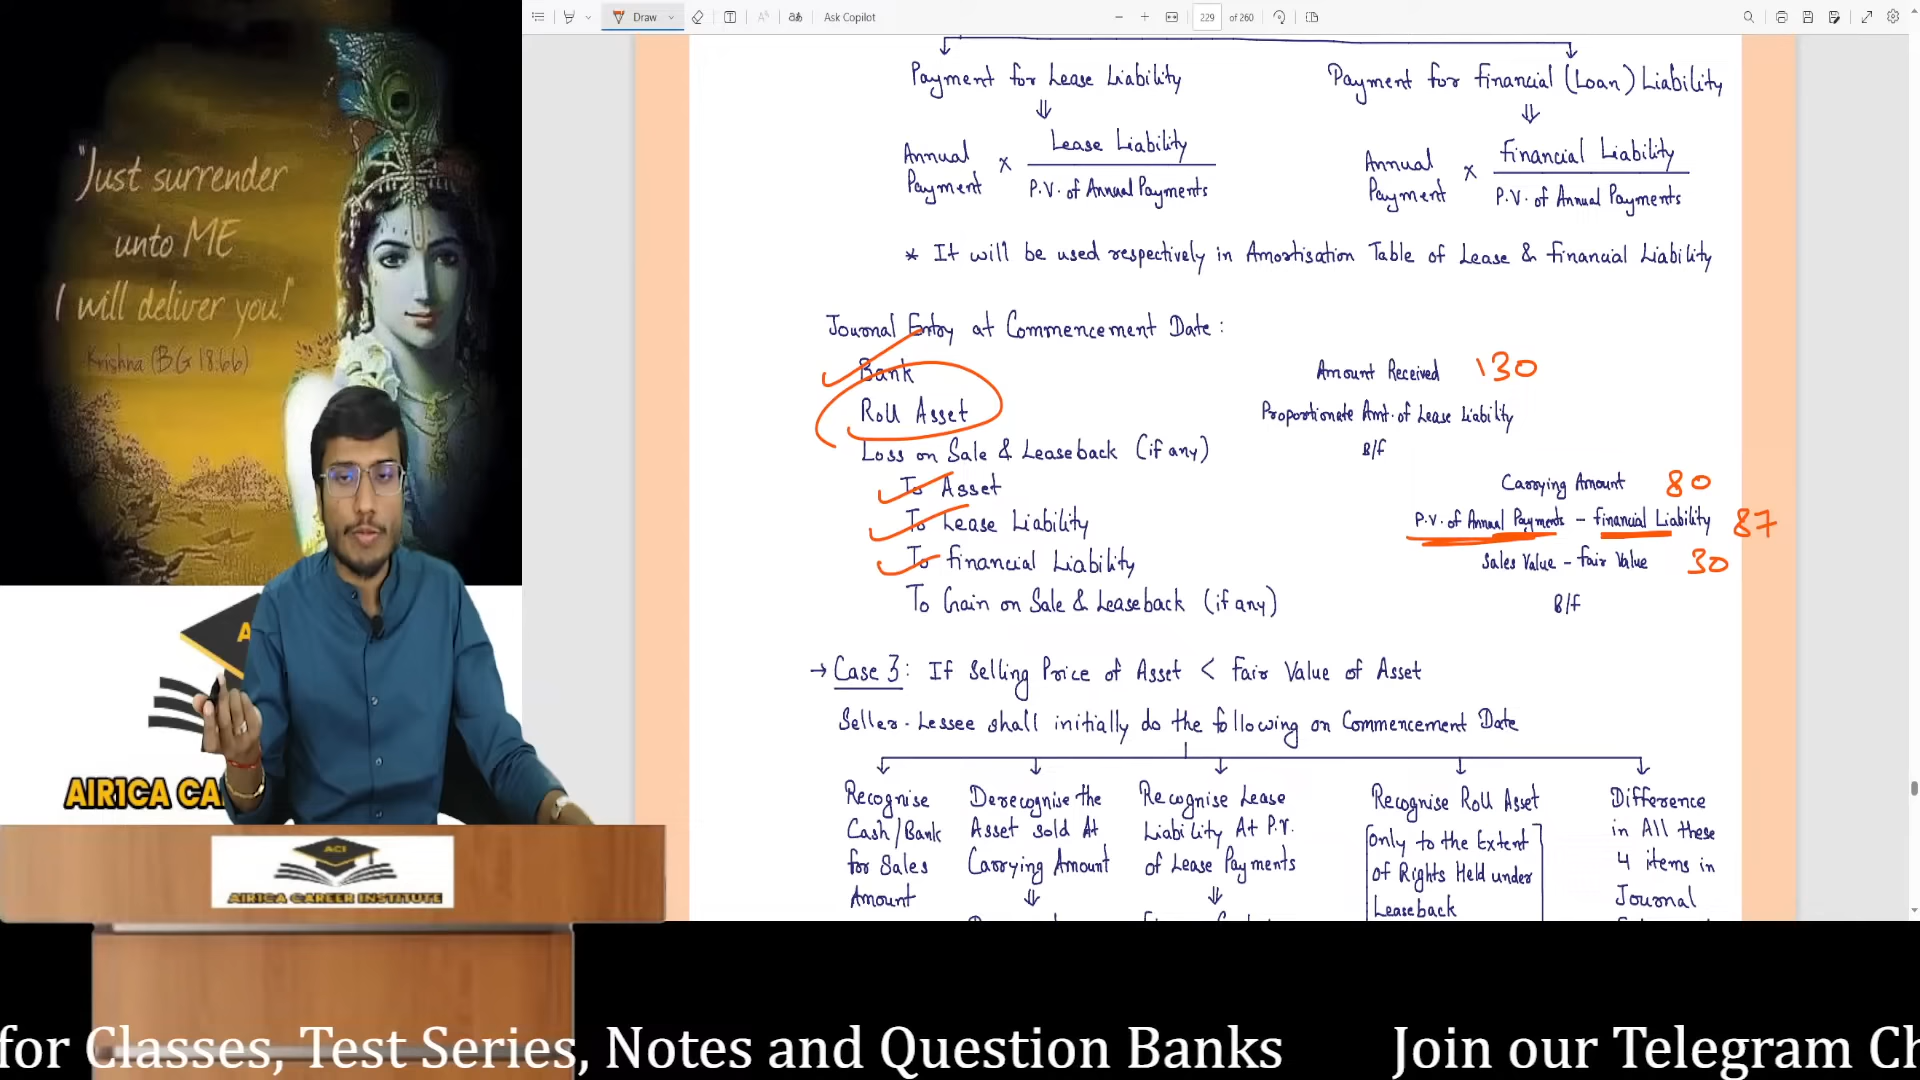 Draw
Ask Copilot
229 of 260
"Just surrender
unto ME
I will deliver you!"
Krishna (B.G 18.66)
Payment for Lease Liability
Payment for Financial (Loan) Liability
Annual Payment × Lease Liability / P.V. of Annual Payments
Annual Payment × Financial Liability / P.V. of Annual Payments
* It will be used respectively in Amortisation Table of Lease & Financial Liability
Journal Entry at Commencement Date:
Bank Amount Received 130
RoU Asset Proportionate Amt. of Lease Liability
Loss on Sale & Leaseback (if any) B/f
To Asset Carrying Amount 80
To Lease Liability P.V. of Annual Payments - Financial Liability 87
To Financial Liability Sales Value - Fair Value 30
To Gain on Sale & Leaseback (if any) B/f
→ Case 3: If Selling Price of Asset < Fair Value of Asset
Seller-Lessee shall initially do the following on Commencement Date
Recognise
Cash/Bank
for Sales
Amount
Derecognise the
Asset sold At
Carrying Amount
Recognise Lease
Liability At P.V.
of Lease Payments
Recognise RoU Asset
Only to the Extent
of Rights Held under
Leaseback
Difference
in All these
4 items in
Journal
A
AIR1CA CA
ACI
AIR1CA CAREER INSTITUTE
for Classes, Test Series, Notes and Question Banks
Join our Telegram Ch